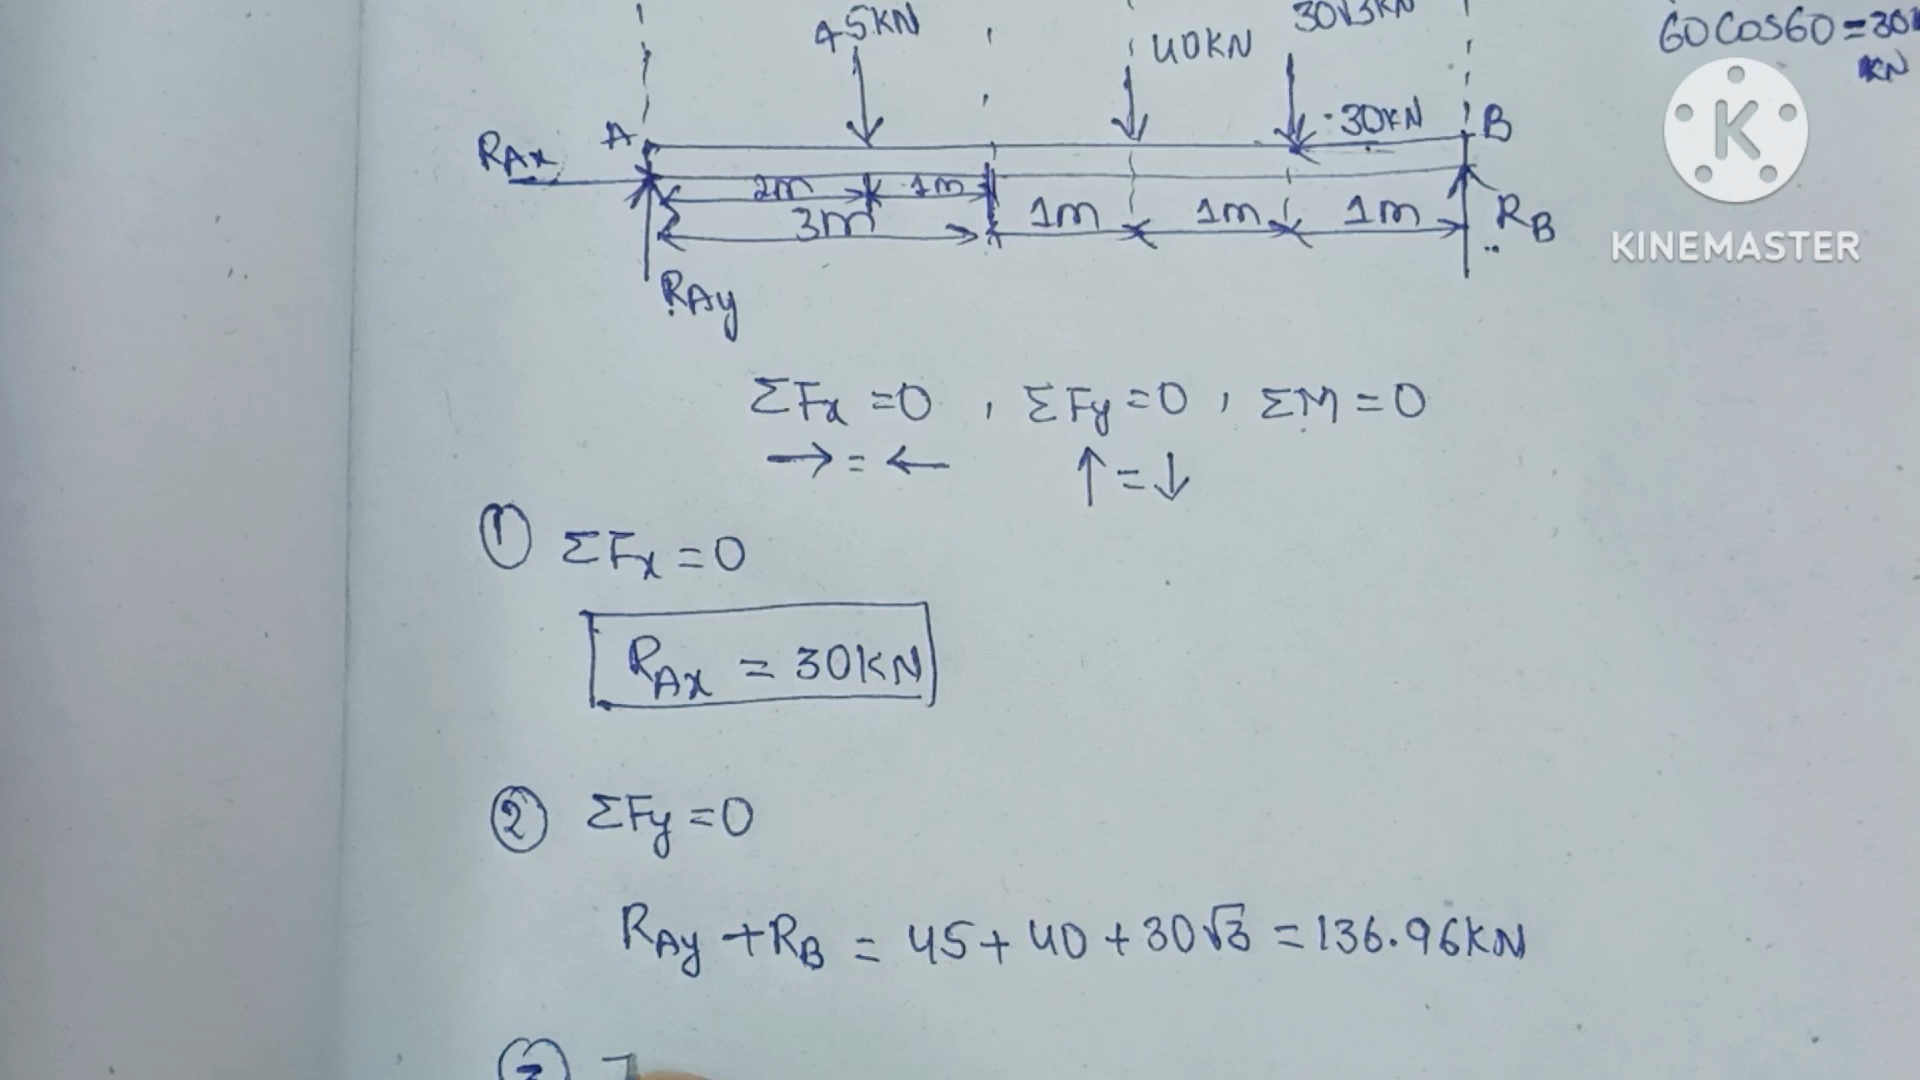 45KN
40KN
30√3KN
60COS60=30
KN
30KN
A
B
RAx
2m
1m
3m
1m
1m
1m
RB
RAy
KINEMASTER
ΣFx=0, ΣFy=0, ΣM=0
→=← ↑=↓
① ΣFx=0
RAx = 30KN
② ΣFy=0
RAy+RB = 45+40+30√3=136.96KN